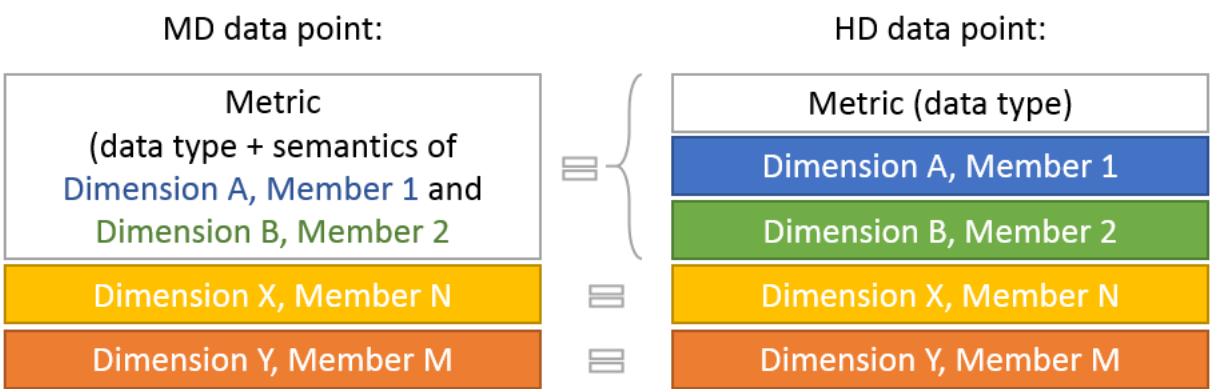 MD data point:
Metric
(data type + semantics of
Dimension A, Member 1 and
Dimension B, Member 2
Dimension X, Member N
Dimension Y, Member M
HD data point:
Metric (data type)
Dimension A, Member 1
Dimension B, Member 2
Dimension X, Member N
Dimension Y, Member M